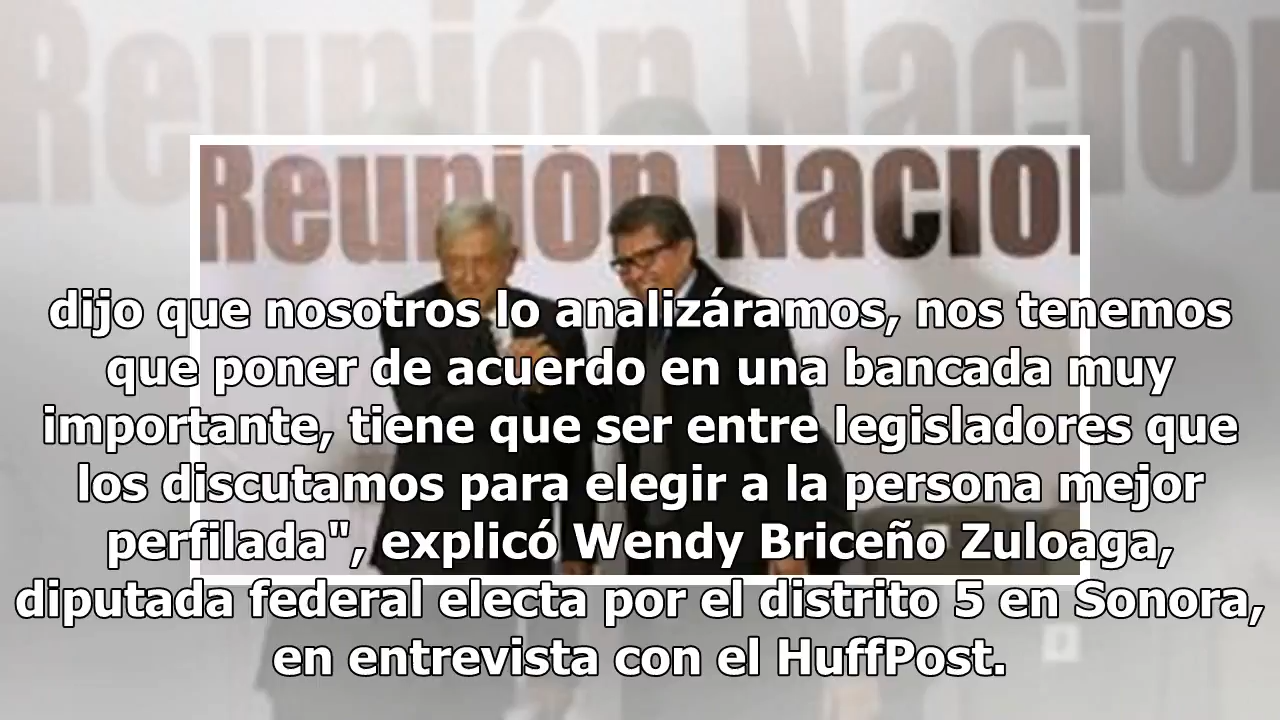 Reunión Nacion
Reunión Nacion
dijo que nosotros lo analizáramos, nos tenemos
que poner de acuerdo en una bancada muy
importante, tiene que ser entre legisladores que
los discutamos para elegir a la persona mejor
perfilada", explicó Wendy Briceño Zuloaga,
diputada federal electa por el distrito 5 en Sonora,
en entrevista con el HuffPost.